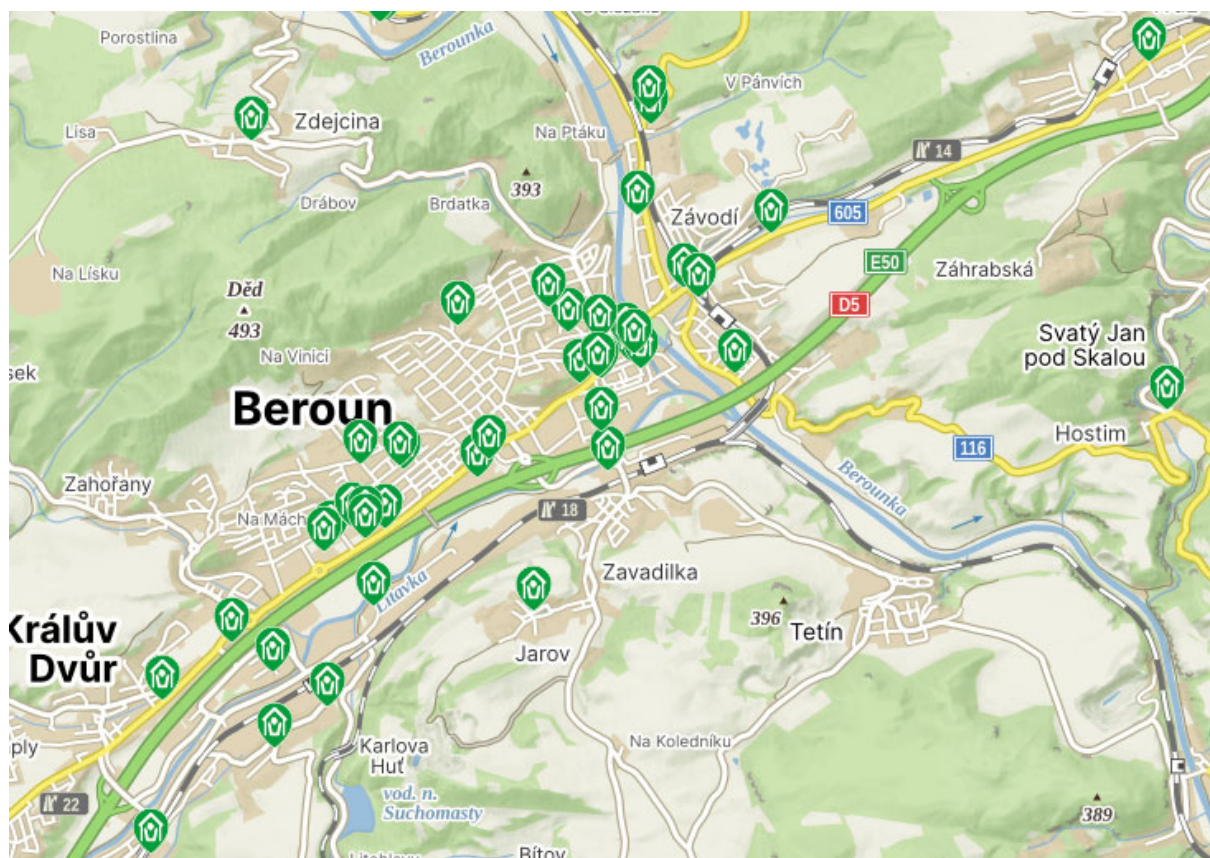 Porostlina
Berounka
V Pánvích
Lísa
Zdejcina
Na Ptáku
14
393
Drábov
Brdatka
Závodí
605
E50
Záhrabská
Na Lísku
Děd
493
D5
Svatý Jan
pod Skalou
Na Vinici
sek
Beroun
116
Hostim
Zahořany
Berounka
Na Mách
18
Litavka
Zavadilka
396
Tetín
Králův
Dvůr
Jarov
Na Koledníku
Karlova
Huť
vod. n.
Suchomasty
22
389
Bítov